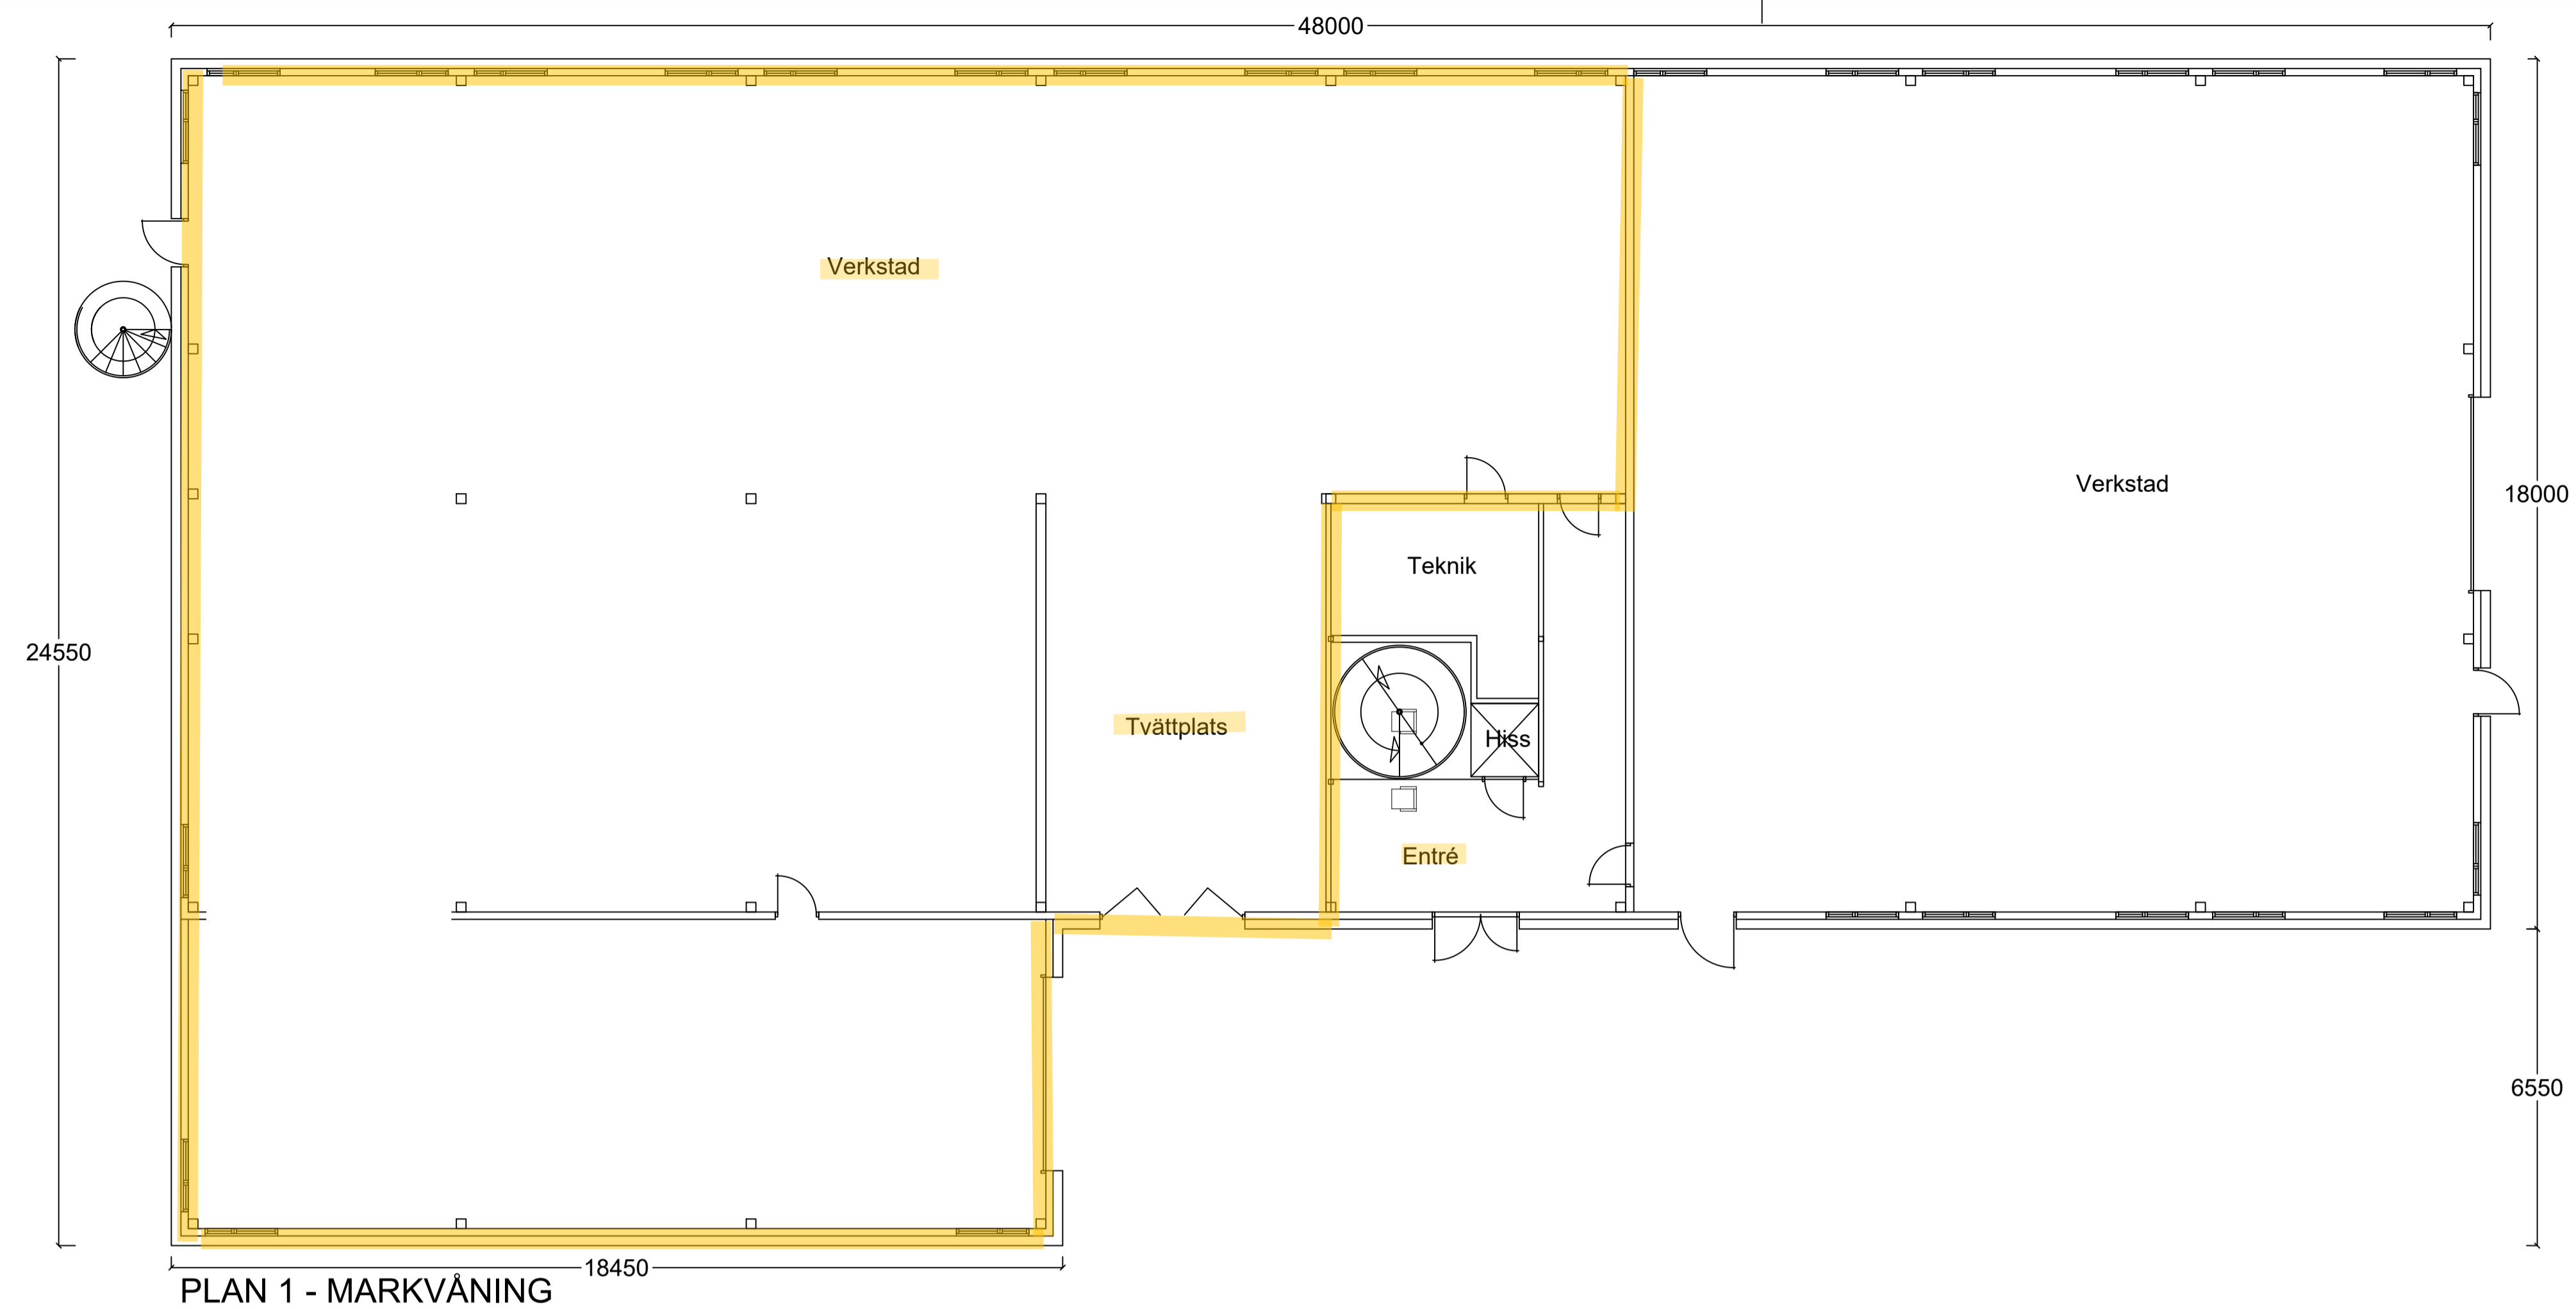 48000
Verkstad
Verkstad
18000
Teknik
24550
Tvättplats
Hiss
Entré
6550
18450
PLAN 1 - MARKVÅNING